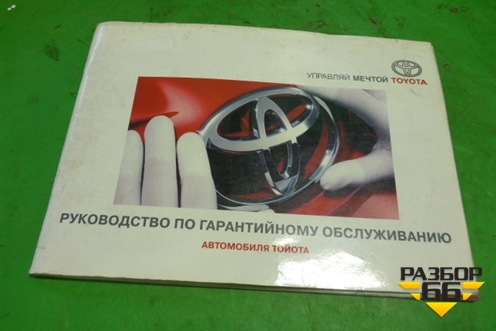 УПРАВЛЯЙ МЕЧТОЙ TOYOTA
РУКОВОДСТВО ПО ГАРАНТИЙНОМУ ОБСЛУЖИВАНИЮ
АВТОМОБИЛЯ ТОЙОТА
РАЗБОР
66